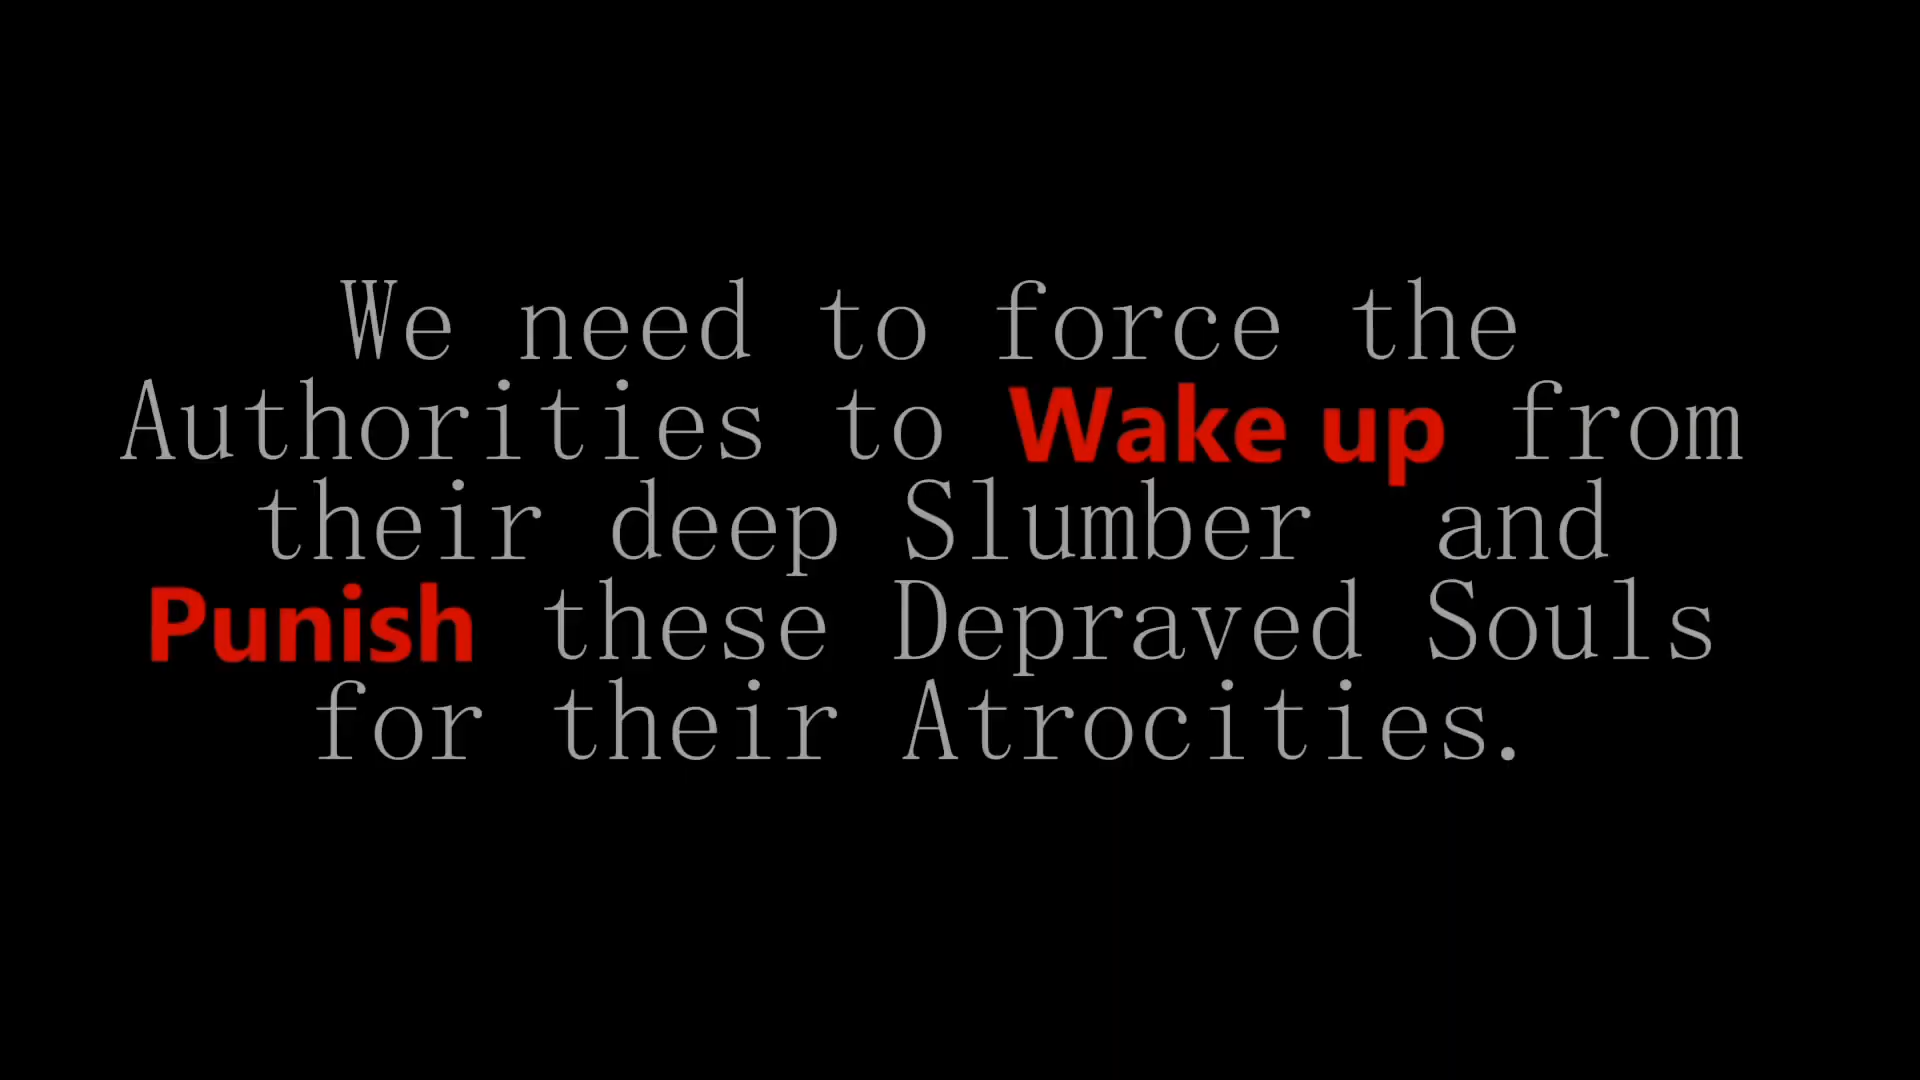 We need to force the
Authorities to Wake up from
their deep Slumber  and
Punish these Depraved Souls
for their Atrocities.